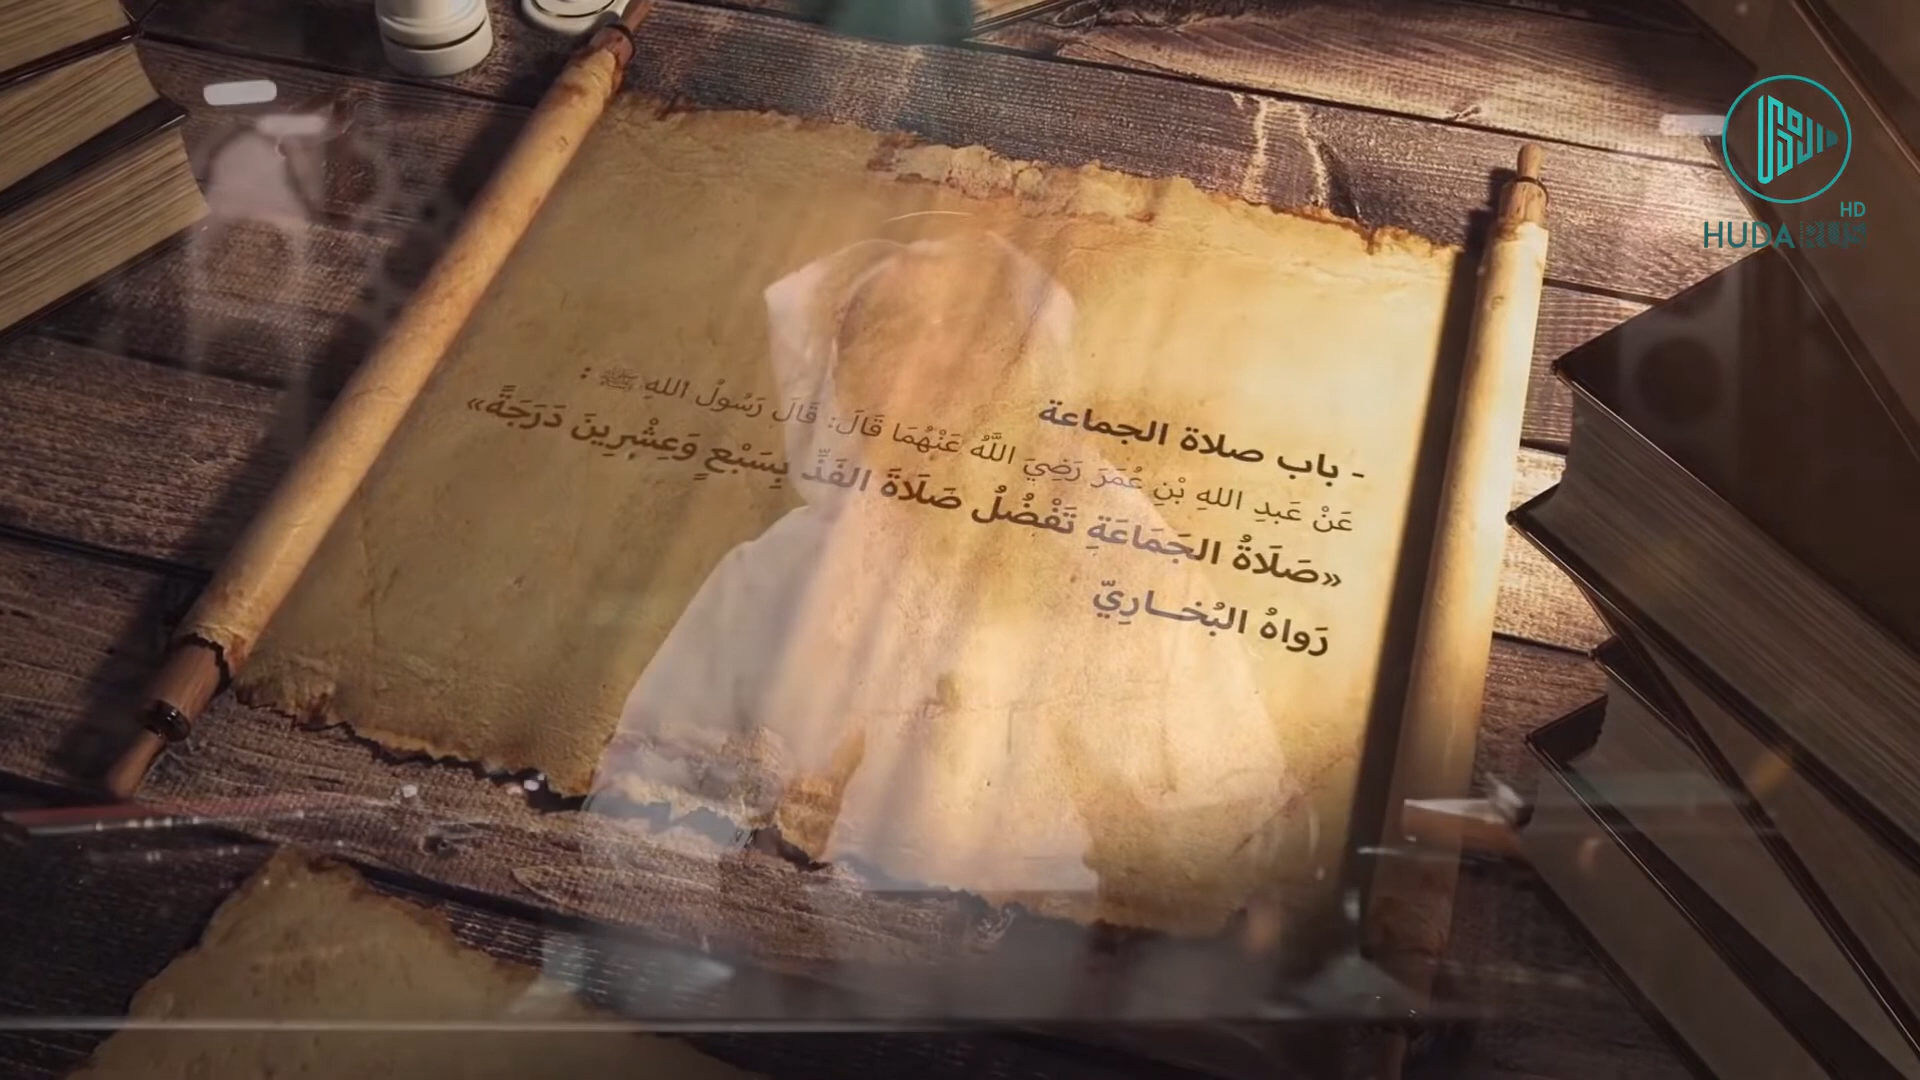 - باب صلاة الجماعة
عَنْ عَبدِ اللهِ بْنِ عُمَرَ رَضِيَ اللَّهُ عَنْهُمَا قَالَ: قَالَ رَسُولُ اللهِ ﷺ :
«صَلَاةُ الجَمَاعَةِ تَفْضُلُ صَلَاةَ الفَذِّ بِسَبْعٍ وَعِشْرِينَ دَرَجَةً»
رَواهُ البُخـــارِيّ
HD
HUDA